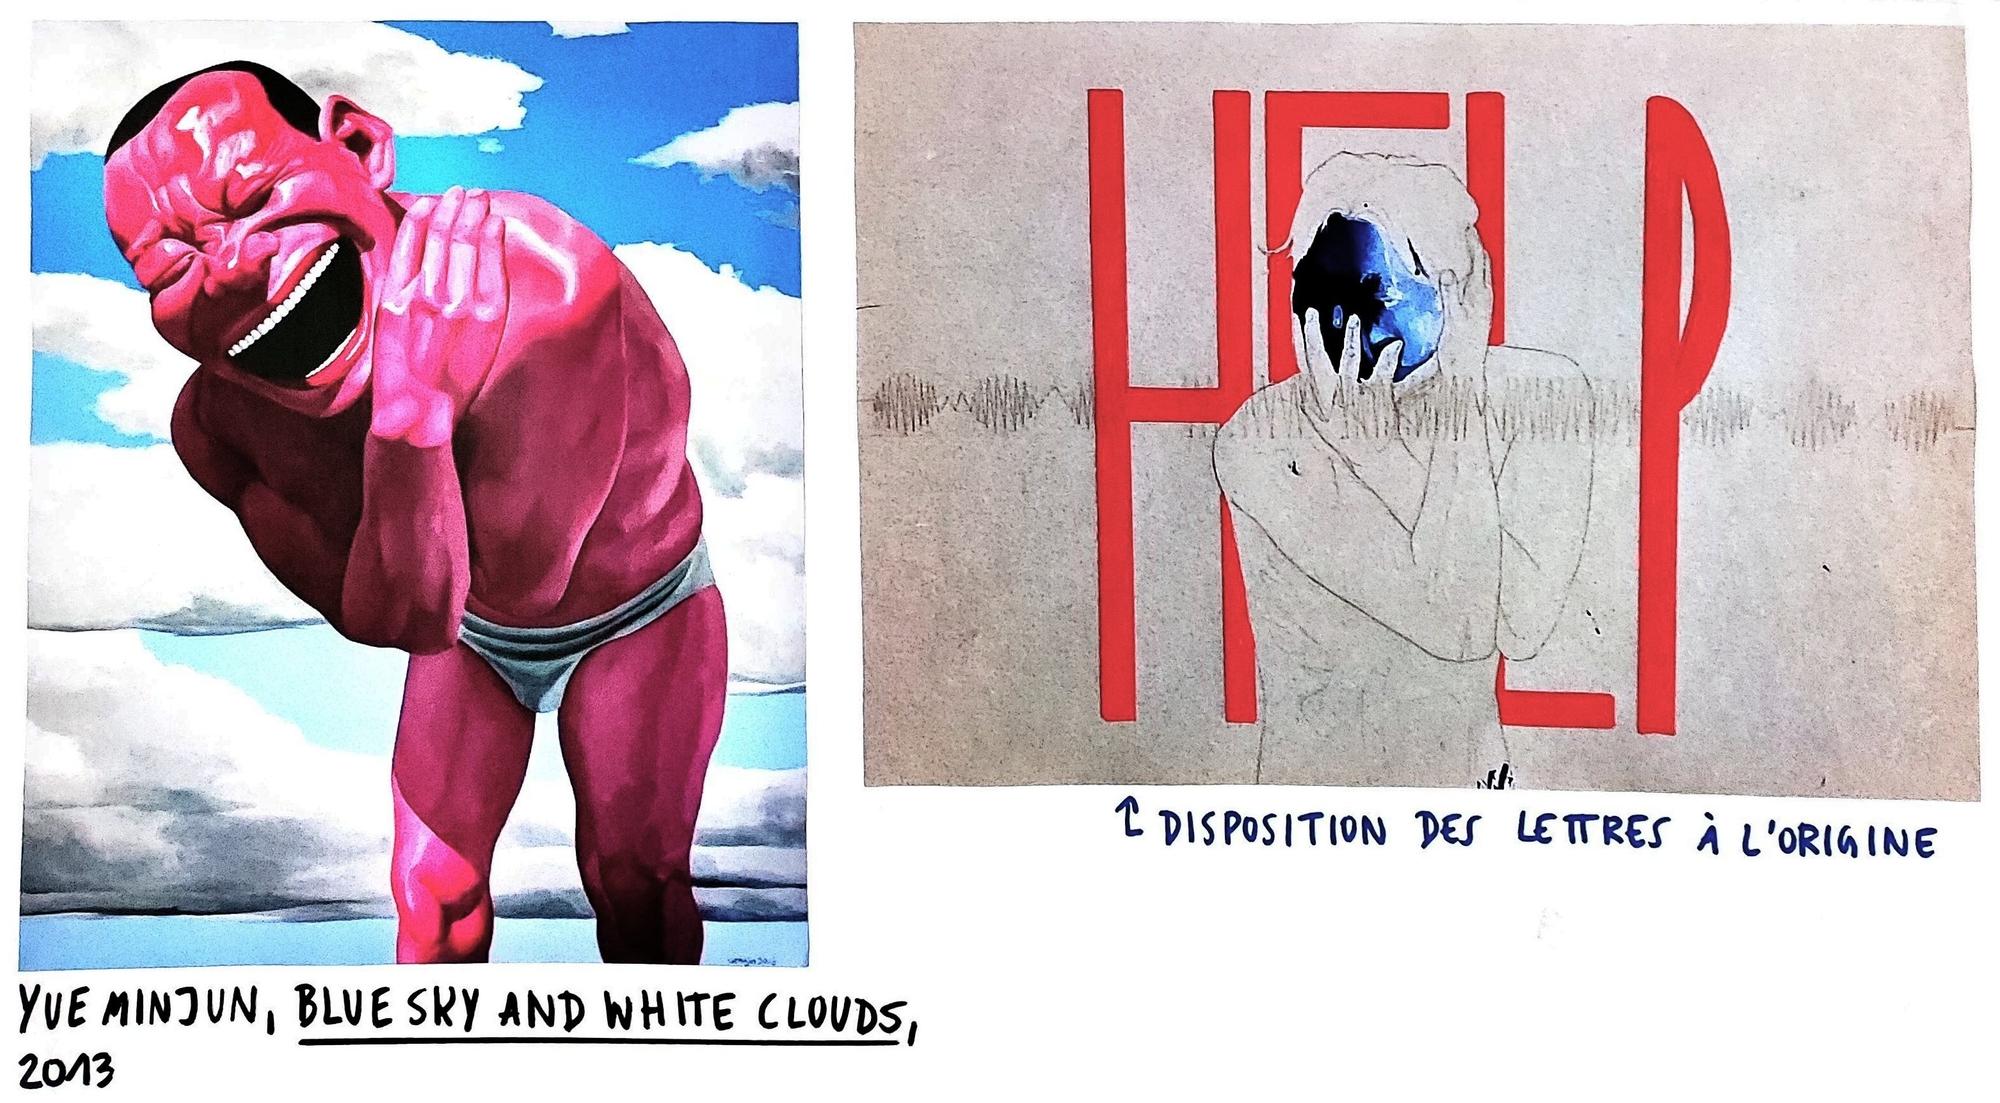 HELP
↑ DISPOSITION DES LETTRES À L'ORIGINE
YUE MINJUN, BLUE SKY AND WHITE CLOUDS,
2013